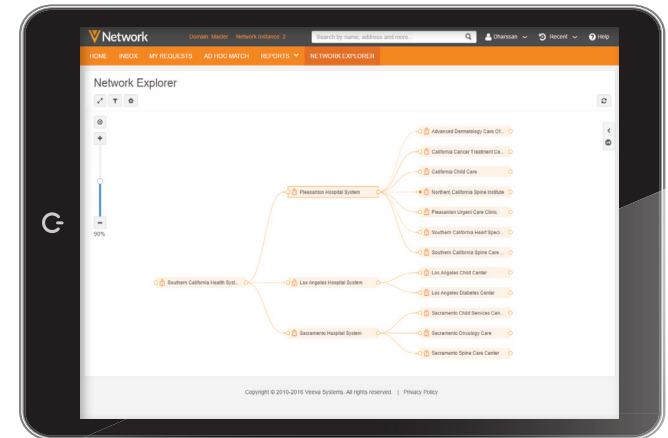 Network
Domain: Master Network Instance: 2
Search by name, address and more..
Dharssan
Recent
Help
HOME INBOX MY REQUESTS AD HOC MATCH REPORTS NETWORK EXPLORER
Network Explorer
90%
Advanced Dermatology Care Of...
California Cancer Treatment Ce...
California Child Care
Pleasanton Hospital System
Northern California Spine Institute
Pleasanton Urgent Care Clinic
Southern California Heart Speci...
Southern California Spine Care ...
Los Angeles Child Center
Southern California Health Syst...
Los Angeles Hospital System
Los Angeles Diabetes Center
Sacramento Child Services Cen...
Sacramento Hospital System
Sacramento Oncology Care
Sacramento Spine Care Center
Copyright © 2010-2016 Veeva Systems. All rights reserved. | Privacy Policy